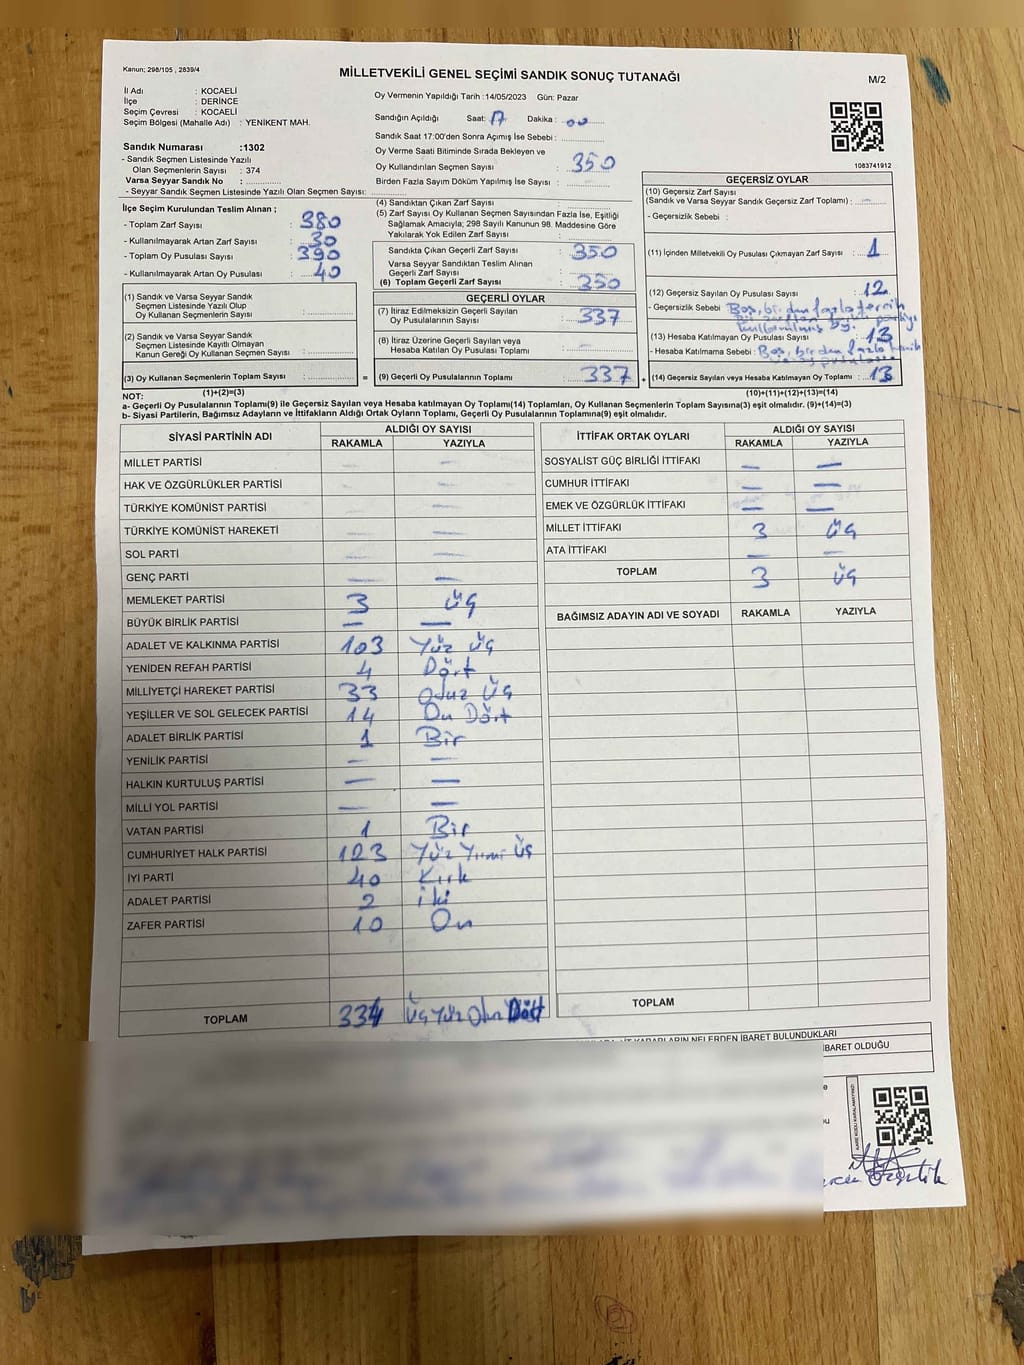 Kanun; 298/105 , 2839/4
MİLLETVEKİLİ GENEL SEÇİMİ SANDIK SONUÇ TUTANAĞI
M/2
İl Adı : KOCAELİ
İlçe : DERİNCE
Seçim Çevresi : KOCAELİ
Seçim Bölgesi (Mahalle Adı) : YENİKENT MAH.
Sandık Numarası :1302
- Sandık Seçmen Listesinde Yazılı
Olan Seçmenlerin Sayısı : 374
Varsa Seyyar Sandık No :
- Seyyar Sandık Seçmen Listesinde Yazılı Olan Seçmen Sayısı:
Oy Vermenin Yapıldığı Tarih :14/05/2023 Gün: Pazar
Sandığın Açıldığı Saat: 17 Dakika : 00
Sandık Saat 17:00'den Sonra Açımış İse Sebebi :
Oy Verme Saati Bitiminde Sırada Bekleyen ve
Oy Kullandırılan Seçmen Sayısı : 350
Birden Fazla Sayım Döküm Yapılmış İse Sayısı :
1083741912
İlçe Seçim Kurulundan Teslim Alınan ;
- Toplam Zarf Sayısı : 380
- Kullanılmayarak Artan Zarf Sayısı : 30
- Toplam Oy Pusulası Sayısı : 390
- Kullanılmayarak Artan Oy Pusulası : 40
(1) Sandık ve Varsa Seyyar Sandık
Seçmen Listesinde Yazılı Olup
Oy Kullanan Seçmenlerin Sayısı :
(2) Sandık ve Varsa Seyyar Sandık
Seçmen Listesinde Kayıtlı Olmayan
Kanun Gereği Oy Kullanan Seçmen Sayısı :
(3) Oy Kullanan Seçmenlerin Toplam Sayısı :
(1)+(2)=(3)
(4) Sandıktan Çıkan Zarf Sayısı :
(5) Zarf Sayısı Oy Kullanan Seçmen Sayısından Fazla İse, Eşitliği
Sağlamak Amacıyla; 298 Sayılı Kanunun 98. Maddesine Göre
Yakılarak Yok Edilen Zarf Sayısı :
Sandıkta Çıkan Geçerli Zarf Sayısı : 350
Varsa Seyyar Sandıktan Teslim Alınan
Geçerli Zarf Sayısı :
(6) Toplam Geçerli Zarf Sayısı : 350
GEÇERLİ OYLAR
(7) İtiraz Edilmeksizin Geçerli Sayılan
Oy Pusulalarının Sayısı : 337
(8) İtiraz Üzerine Geçerli Sayılan veya
Hesaba Katılan Oy Pusulası Toplamı :
= (9) Geçerli Oy Pusulalarının Toplamı : 337 +
GEÇERSİZ OYLAR
(10) Geçersiz Zarf Sayısı
(Sandık ve Varsa Seyyar Sandık Geçersiz Zarf Toplamı) :
- Geçersizlik Sebebi :
(11) İçinden Milletvekili Oy Pusulası Çıkmayan Zarf Sayısı : 1
(12) Geçersiz Sayılan Oy Pusulası Sayısı : 12
- Geçersizlik Sebebi : Boş, birden fazla tercih
(13) Hesaba Katılmayan Oy Pusulası Sayısı : 13
- Hesaba Katılmama Sebebi : Boş, birden fazla
(14) Geçersiz Sayılan veya Hesaba Katılmayan Oy Toplamı : 13
(10)+(11)+(12)+(13)=(14)
NOT:
a- Geçerli Oy Pusulalarının Toplamı(9) ile Geçersiz Sayılan veya Hesaba katılmayan Oy Toplamı(14) Toplamları, Oy Kullanan Seçmenlerin Toplam Sayısına(3) eşit olmalıdır. (9)+(14)=(3)
b- Siyasi Partilerin, Bağımsız Adayların ve İttifakların Aldığı Ortak Oyların Toplamı, Geçerli Oy Pusulalarının Toplamına(9) eşit olmalıdır.
SİYASİ PARTİNİN ADI ALDIĞI OY SAYISI
RAKAMLA YAZIYLA
MİLLET PARTİSİ — —
HAK VE ÖZGÜRLÜKLER PARTİSİ — —
TÜRKİYE KOMÜNİST PARTİSİ — —
TÜRKİYE KOMÜNİST HAREKETİ — —
SOL PARTİ — —
GENÇ PARTİ — —
MEMLEKET PARTİSİ 3 üç
BÜYÜK BİRLİK PARTİSİ — —
ADALET VE KALKINMA PARTİSİ 103 Yüz üç
YENİDEN REFAH PARTİSİ 4 Dört
MİLLİYETÇİ HAREKET PARTİSİ 33 oduz üç
YEŞİLLER VE SOL GELECEK PARTİSİ 14 On Dört
ADALET BİRLİK PARTİSİ 1 Bir
YENİLİK PARTİSİ — —
HALKIN KURTULUŞ PARTİSİ — —
MİLLİ YOL PARTİSİ — —
VATAN PARTİSİ 1 Bir
CUMHURİYET HALK PARTİSİ 123 Yüz Yirmi üç
İYİ PARTİ 40 Kırk
ADALET PARTİSİ 2 iki
ZAFER PARTİSİ 10 On
TOPLAM 334 üç yüz Dört
İTTİFAK ORTAK OYLARI ALDIĞI OY SAYISI
RAKAMLA YAZIYLA
SOSYALİST GÜÇ BİRLİĞİ İTTİFAKI — —
CUMHUR İTTİFAKI — —
EMEK VE ÖZGÜRLÜK İTTİFAKI — —
MİLLET İTTİFAKI 3 üç
ATA İTTİFAKI — —
TOPLAM 3 üç
BAĞIMSIZ ADAYIN ADI VE SOYADI RAKAMLA YAZIYLA
TOPLAM
KARARLARIN NELERDEN İBARET BULUNDUKLARI
İBARET OLDUĞU